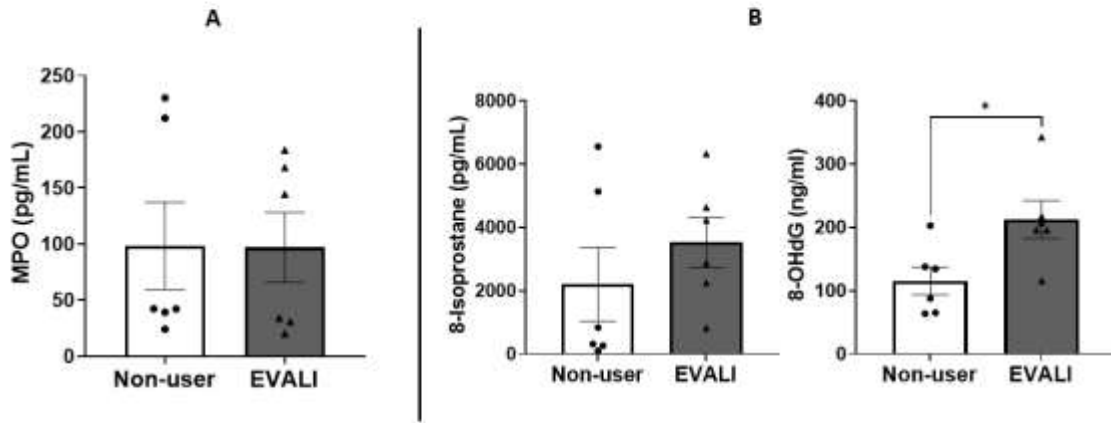 A
B
MPO (pg/mL)
250
200
150
100
50
0
Non-user EVALI
8-Isoprostane (pg/mL)
8000
6000
4000
2000
0
Non-user EVALI
8-OHdG (ng/ml)
400
300
200
100
0
*
Non-user EVALI